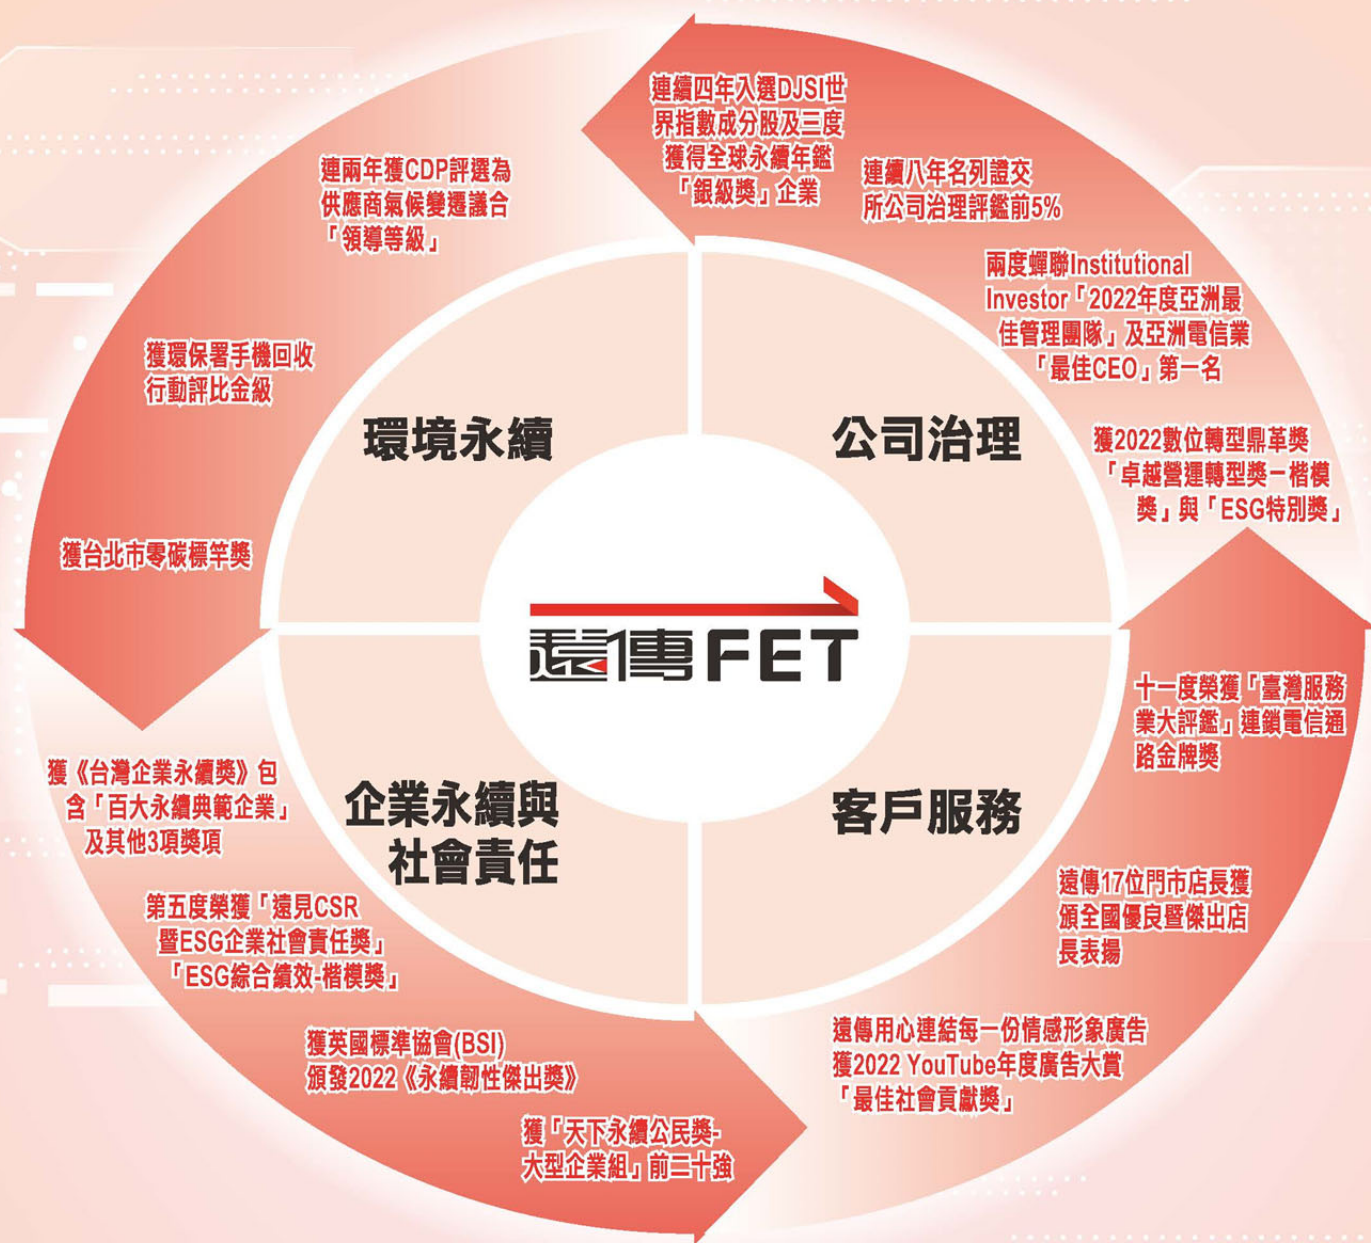 連續四年入選DJSI世
界指數成分股及三度
獲得全球永續年鑑
「銀級獎」企業
連續八年名列證交
所公司治理評鑑前5%
兩度蟬聯Institutional
Investor「2022年度亞洲最
佳管理團隊」及亞洲電信業
「最佳CEO」第一名
獲2022數位轉型鼎革獎
「卓越營運轉型獎－楷模
獎」與「ESG特別獎」
連兩年獲CDP評選為
供應商氣候變遷議合
「領導等級」
獲環保署手機回收
行動評比金級
獲台北市零碳標竿獎
環境永續
公司治理
遠傳FET
企業永續與
社會責任
客戶服務
獲《台灣企業永續獎》包
含「百大永續典範企業」
及其他3項獎項
第五度榮獲「遠見CSR
暨ESG企業社會責任獎」
「ESG綜合績效-楷模獎」
獲英國標準協會(BSI)
頒發2022《永續韌性傑出獎》
獲「天下永續公民獎-
大型企業組」前二十強
十一度榮獲「臺灣服務
業大評鑑」連鎖電信通
路金牌獎
遠傳17位門市店長獲
頒全國優良暨傑出店
長表揚
遠傳用心連結每一份情感形象廣告
獲2022 YouTube年度廣告大賞
「最佳社會貢獻獎」